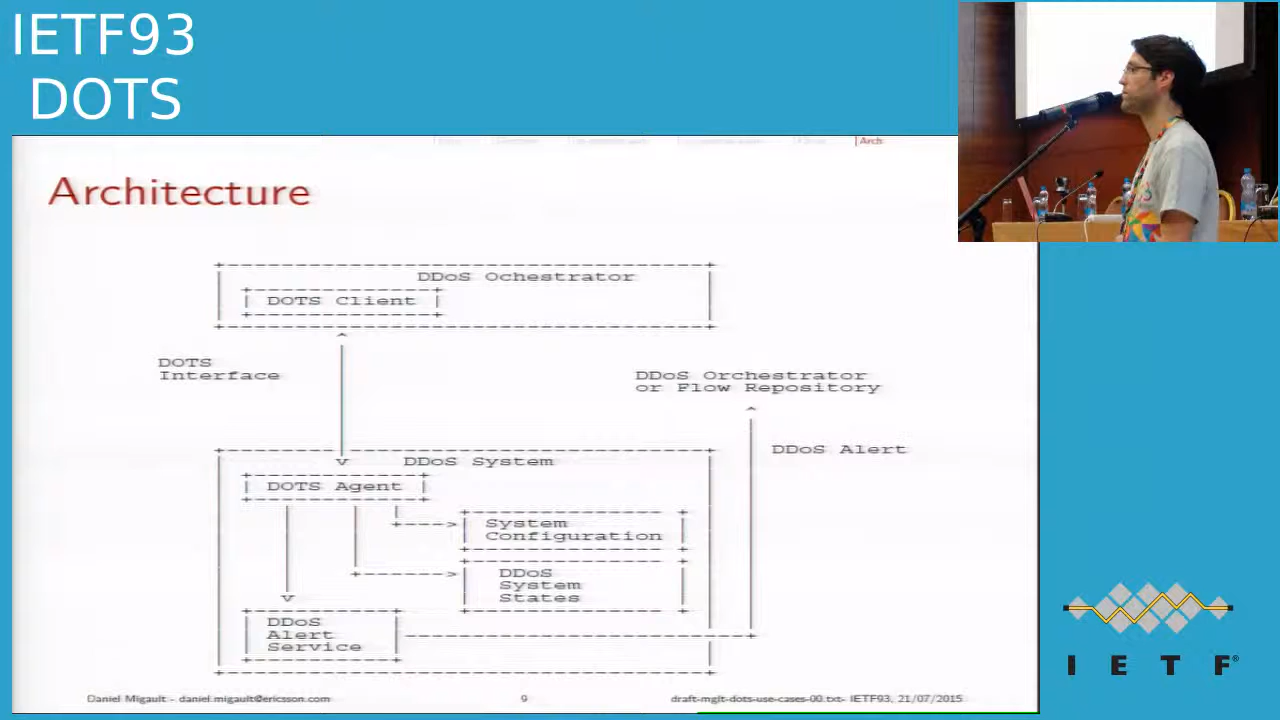 IETF93
DOTS
Arch
Architecture
DDoS Ochestrator
DOTS Client
DOTS
Interface
DDoS Orchestrator
or Flow Repository
DDoS Alert
DDoS System
DOTS Agent
System
Configuration
DDoS
System
States
DDoS
Alert
Service
Daniel Migault - daniel.migault@ericsson.com
9
draft-mglt-dots-use-cases-00.txt- IETF93, 21/07/2015
I E T F®